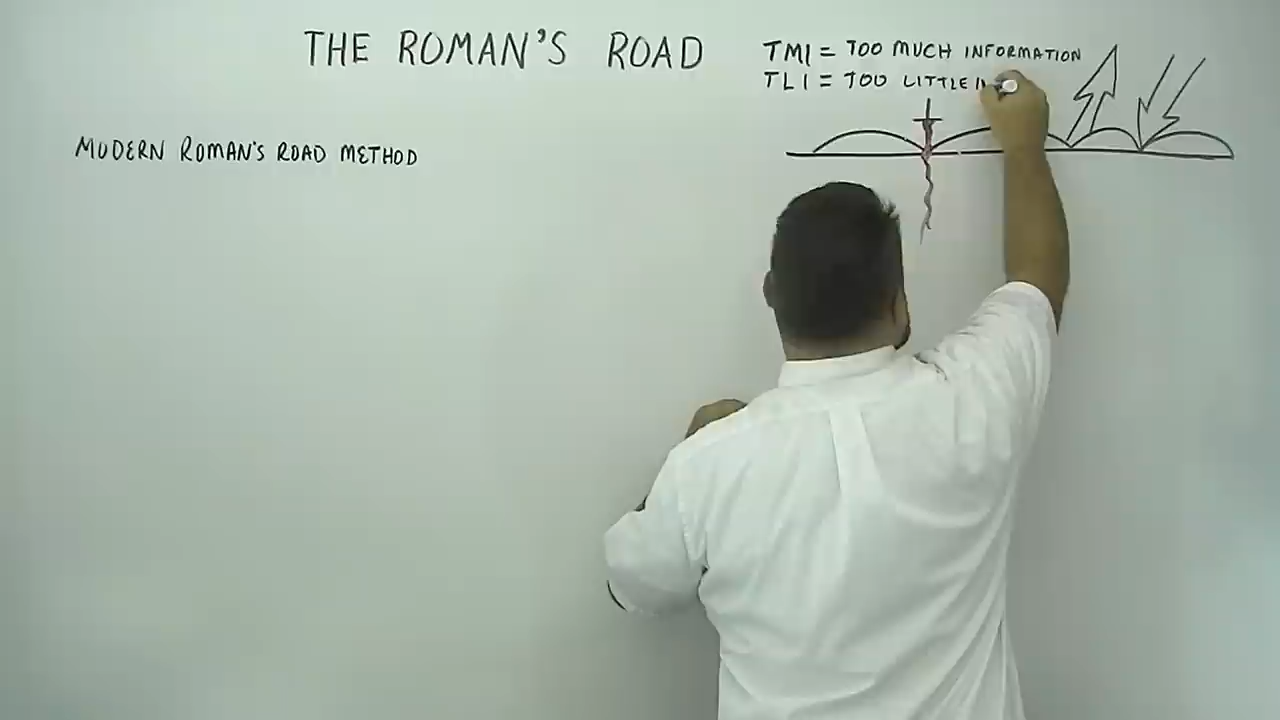 THE ROMAN'S ROAD
TMI = TOO MUCH INFORMATION
TLI = TOO LITTLE
MODERN ROMAN'S ROAD METHOD